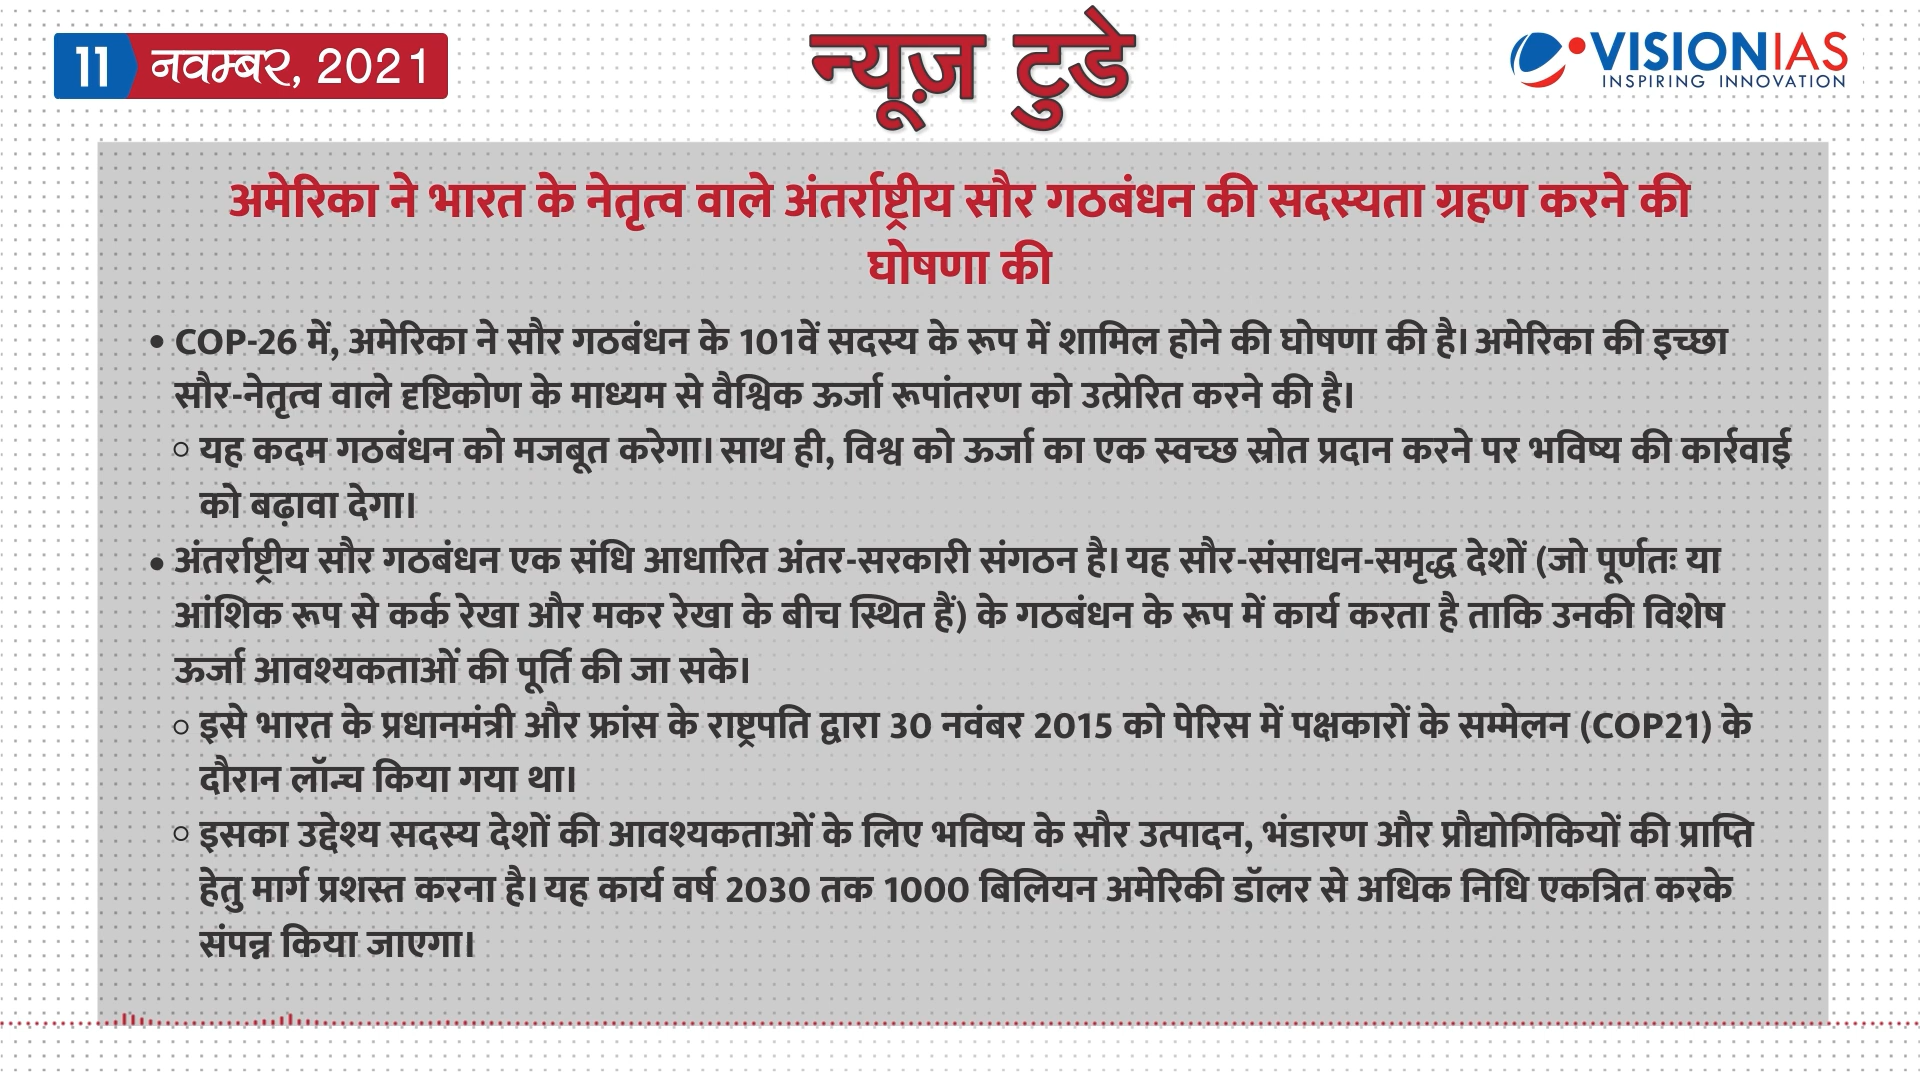 11 नवम्बर, 2021
न्यूज़ टुडे
VISIONIAS
INSPIRING INNOVATION
अमेरिका ने भारत के नेतृत्व वाले अंतर्राष्ट्रीय सौर गठबंधन की सदस्यता ग्रहण करने की
घोषणा की
• COP-26 में, अमेरिका ने सौर गठबंधन के 101वें सदस्य के रूप में शामिल होने की घोषणा की है। अमेरिका की इच्छा
सौर-नेतृत्व वाले दृष्टिकोण के माध्यम से वैश्विक ऊर्जा रूपांतरण को उत्प्रेरित करने की है।
○ यह कदम गठबंधन को मजबूत करेगा। साथ ही, विश्व को ऊर्जा का एक स्वच्छ स्रोत प्रदान करने पर भविष्य की कार्रवाई
को बढ़ावा देगा।
• अंतर्राष्ट्रीय सौर गठबंधन एक संधि आधारित अंतर-सरकारी संगठन है। यह सौर-संसाधन-समृद्ध देशों (जो पूर्णतः या
आंशिक रूप से कर्क रेखा और मकर रेखा के बीच स्थित हैं) के गठबंधन के रूप में कार्य करता है ताकि उनकी विशेष
ऊर्जा आवश्यकताओं की पूर्ति की जा सके।
○ इसे भारत के प्रधानमंत्री और फ्रांस के राष्ट्रपति द्वारा 30 नवंबर 2015 को पेरिस में पक्षकारों के सम्मेलन (COP21) के
दौरान लॉन्च किया गया था।
○ इसका उद्देश्य सदस्य देशों की आवश्यकताओं के लिए भविष्य के सौर उत्पादन, भंडारण और प्रौद्योगिकियों की प्राप्ति
हेतु मार्ग प्रशस्त करना है। यह कार्य वर्ष 2030 तक 1000 बिलियन अमेरिकी डॉलर से अधिक निधि एकत्रित करके
संपन्न किया जाएगा।